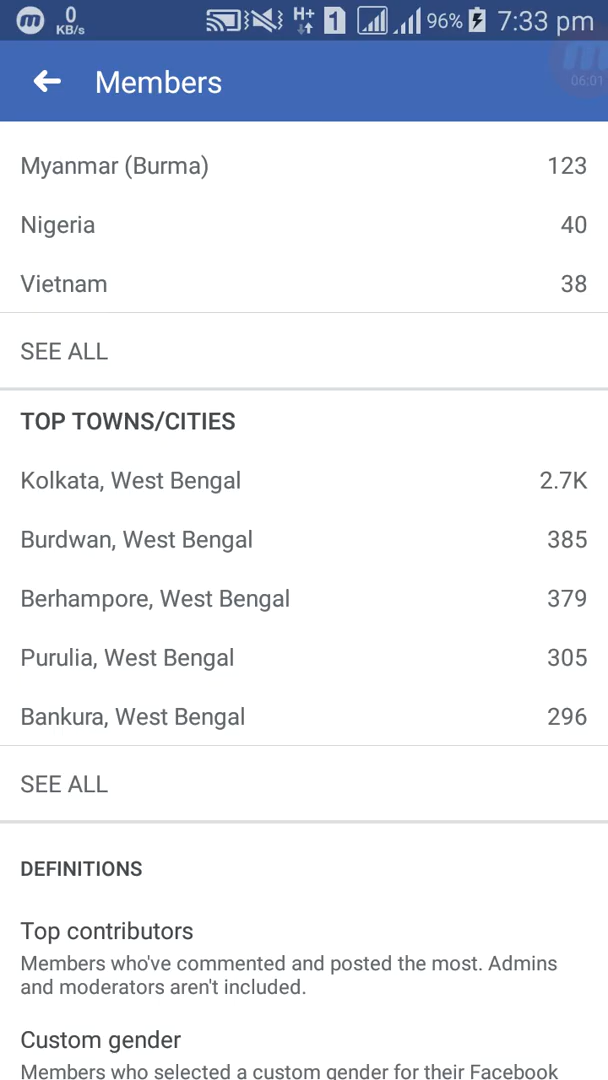 0
KB/s
H+
1
96%
7:33 pm
Members
06:01
Myanmar (Burma) 123
Nigeria 40
Vietnam 38
SEE ALL
TOP TOWNS/CITIES
Kolkata, West Bengal 2.7K
Burdwan, West Bengal 385
Berhampore, West Bengal 379
Purulia, West Bengal 305
Bankura, West Bengal 296
SEE ALL
DEFINITIONS
Top contributors
Members who've commented and posted the most. Admins
and moderators aren't included.
Custom gender
Members who selected a custom gender for their Facebook